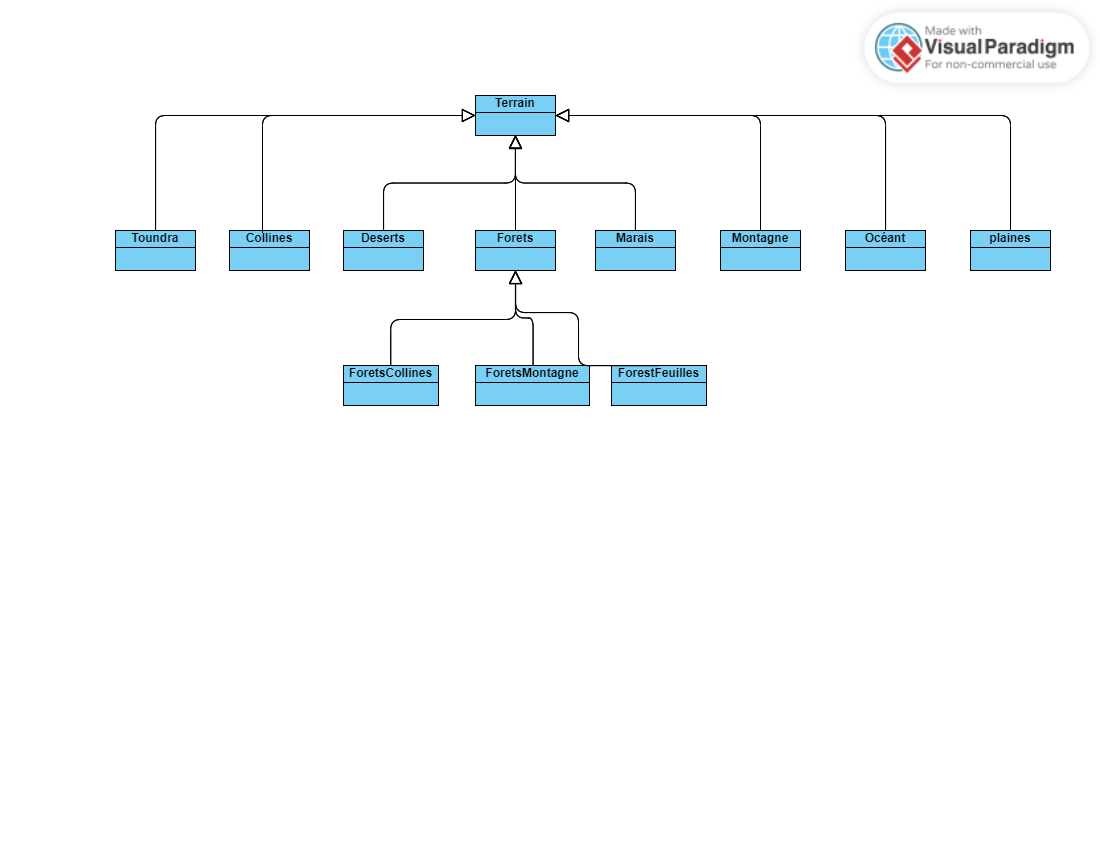 Made with
Visual Paradigm
For non-commercial use
Terrain
Toundra
Collines
Deserts
Forets
Marais
Montagne
Océant
plaines
ForetsCollines
ForetsMontagne
ForestFeuilles